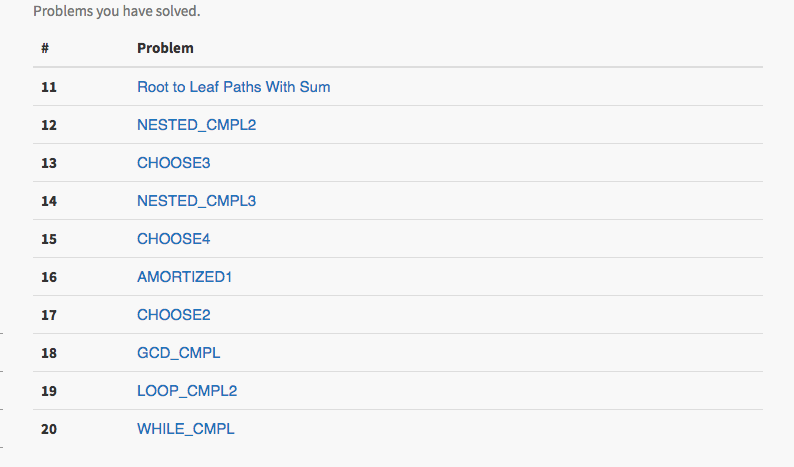 Problems you have solved.
# Problem
11 Root to Leaf Paths With Sum
12 NESTED_CMPL2
13 CHOOSE3
14 NESTED_CMPL3
15 CHOOSE4
16 AMORTIZED1
17 CHOOSE2
18 GCD_CMPL
19 LOOP_CMPL2
20 WHILE_CMPL